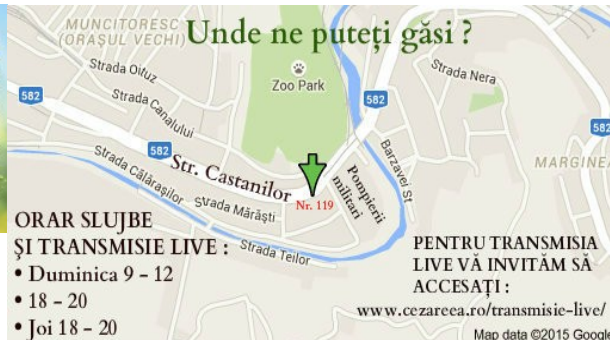 Unde ne puteți găsi ?
MUNCITORESC
(ORAȘUL VECHI)
Strada Oituz
Zoo Park
Strada Nera
582
582
582
582
Strada Canalului
Strada Călărașilor
Str. Castanilor
Strada Mărăști
Nr. 119
Pompierii
militari
Barzavei St
MARGINEA
Strada Teilor
ORAR SLUJBE
ȘI TRANSMISIE LIVE :
• Duminica 9 – 12
• 18 – 20
• Joi 18 – 20
PENTRU TRANSMISIA
LIVE VĂ INVITĂM SĂ
ACCESAȚI :
www.cezareea.ro/transmisie-live/
Map data ©2015 Google